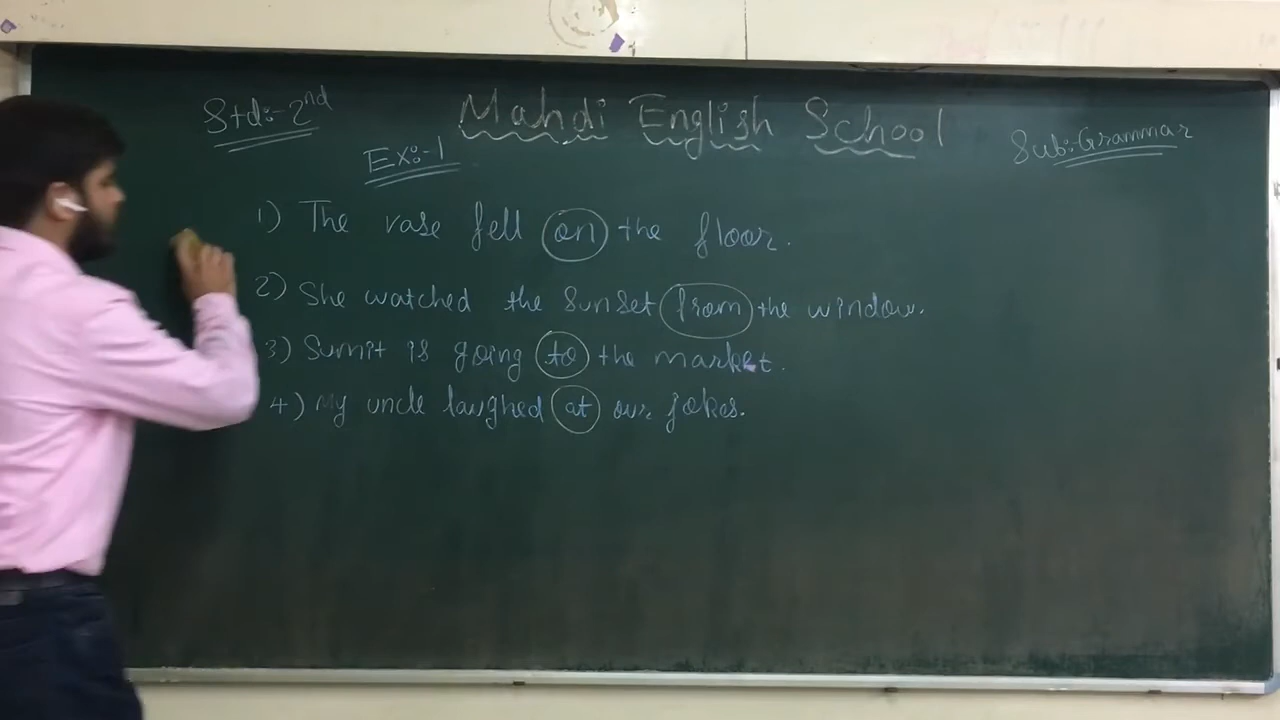 Std:-2nd Mahdi English School Sub:-Grammar
Ex:-1
1) The vase fell on the floor.
2) She watched the sunset from the window.
3) Sumit is going to the market.
4) My uncle laughed at our jokes.